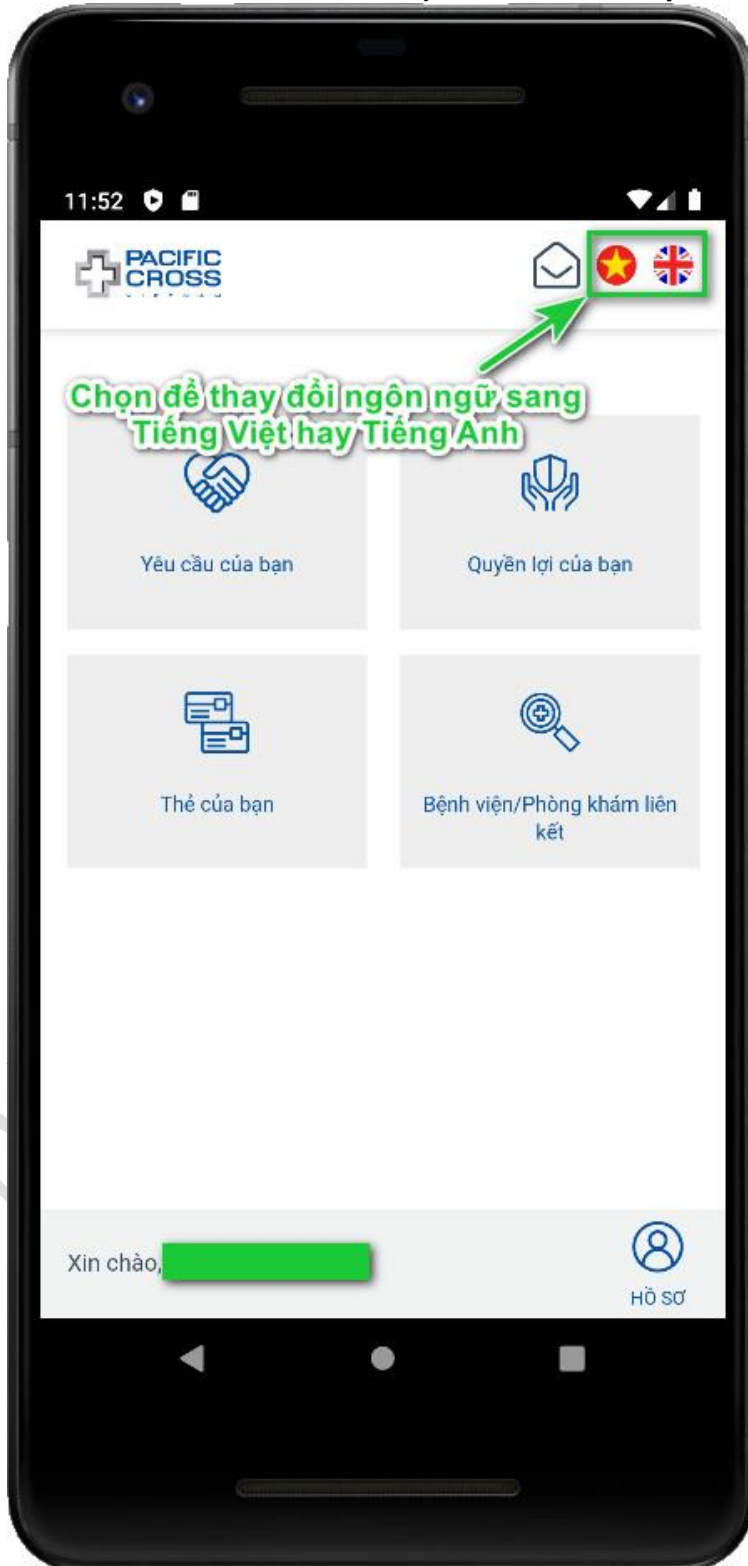 11:52
PACIFIC
CROSS
VIETNAM
Chọn để thay đổi ngôn ngữ sang
Tiếng Việt hay Tiếng Anh
Yêu cầu của bạn
Quyền lợi của bạn
Thẻ của bạn
Bệnh viện/Phòng khám liên
kết
Xin chào,
HỒ SƠ